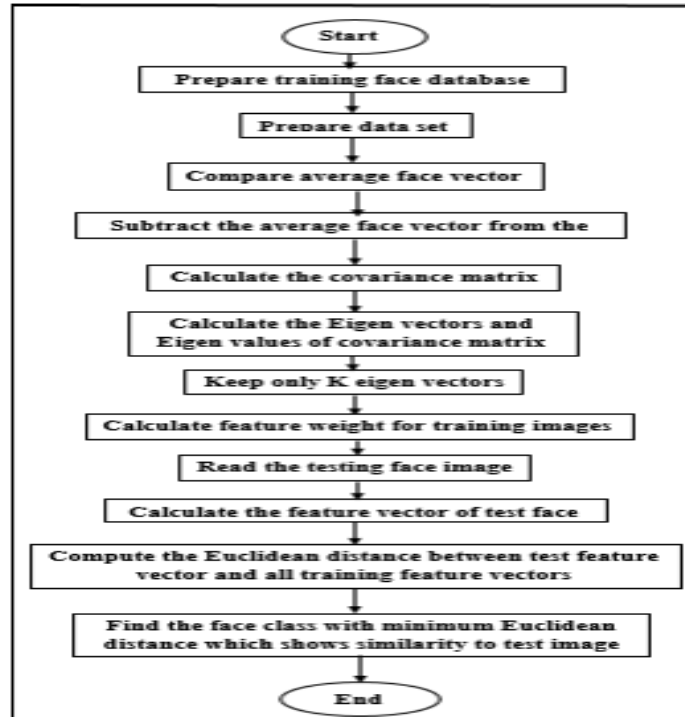 Start
Prepare training face database
Prepare data set
Compare average face vector
Subtract the average face vector from the
Calculate the covariance matrix
Calculate the Eigen vectors and
Eigen values of covariance matrix
Keep only K eigen vectors
Calculate feature weight for training images
Read the testing face image
Calculate the feature vector of test face
Compute the Euclidean distance between test feature
vector and all training feature vectors
Find the face class with minimum Euclidean
distance which shows similarity to test image
End